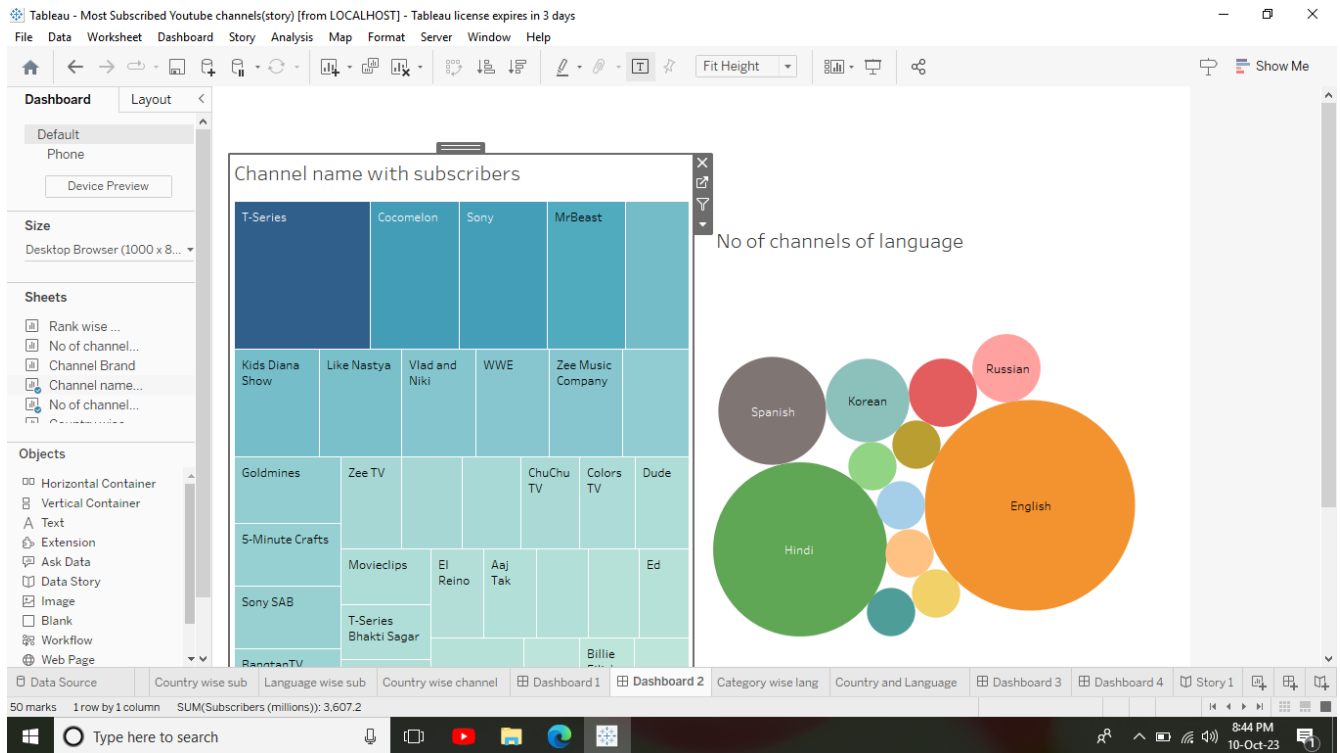 Tableau - Most Subscribed Youtube channels(story) [from LOCALHOST] - Tableau license expires in 3 days
File Data Worksheet Dashboard Story Analysis Map Format Server Window Help
Fit Height
Show Me
Dashboard Layout
Default
Phone
Device Preview
Size
Desktop Browser (1000 x 8...
Sheets
Rank wise ...
No of channel...
Channel Brand
Channel name...
No of channel...
Objects
Horizontal Container
Vertical Container
Text
Extension
Ask Data
Data Story
Image
Blank
Workflow
Web Page
Channel name with subscribers
T-Series
Cocomelon
Sony
MrBeast
Kids Diana
Show
Like Nastya
Vlad and
Niki
WWE
Zee Music
Company
Goldmines
Zee TV
ChuChu
TV
Colors
TV
Dude
5-Minute Crafts
Movieclips
El
Reino
Aaj
Tak
Ed
Sony SAB
T-Series
Bhakti Sagar
BangtanTV
Billie
No of channels of language
Spanish
Korean
Russian
English
Hindi
Data Source Country wise sub Language wise sub Country wise channel Dashboard 1 Dashboard 2 Category wise lang Country and Language Dashboard 3 Dashboard 4 Story 1
50 marks 1 row by 1 column SUM(Subscribers (millions)): 3,607.2
Type here to search
8:44 PM
10-Oct-23
1